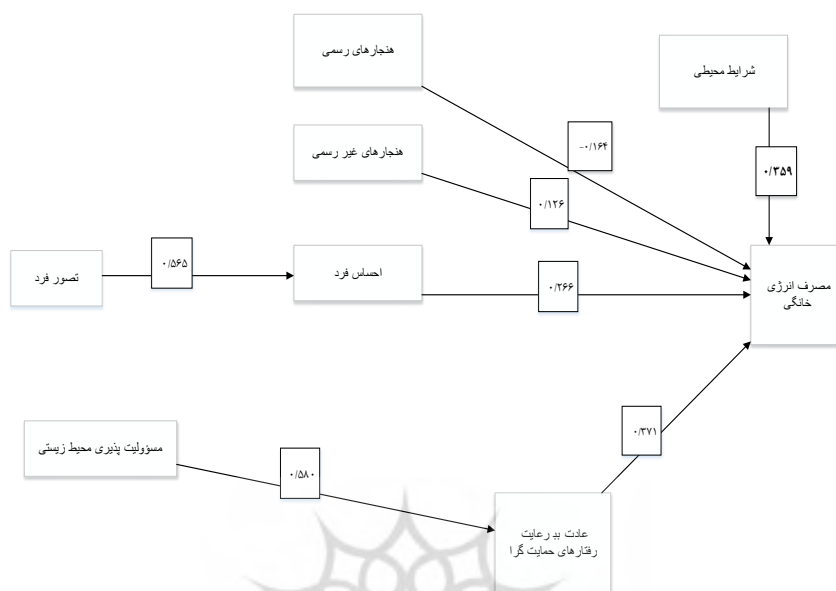 هنجارهای رسمی
شرایط محیطی
-۰/۱۶۴
هنجارهای غیر رسمی
۰/۳۵۹
۰/۱۲۶
۰/۵۶۵
احساس فرد
تصور فرد
۰/۲۶۶
مصرف انرژی
خانگی
۰/۳۷۱
مسؤولیت پذیری محیط زیستی
۰/۵۸۰
عادت به رعایت
رفتارهای حمایت گرا